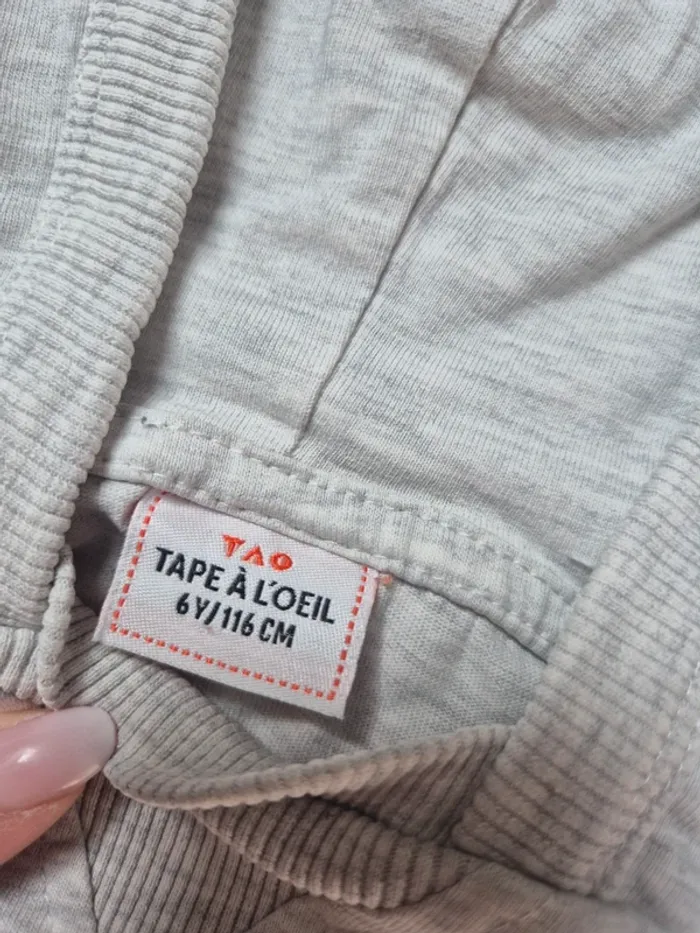 TAO
TAPE À L'OEIL
6Y/116 CM